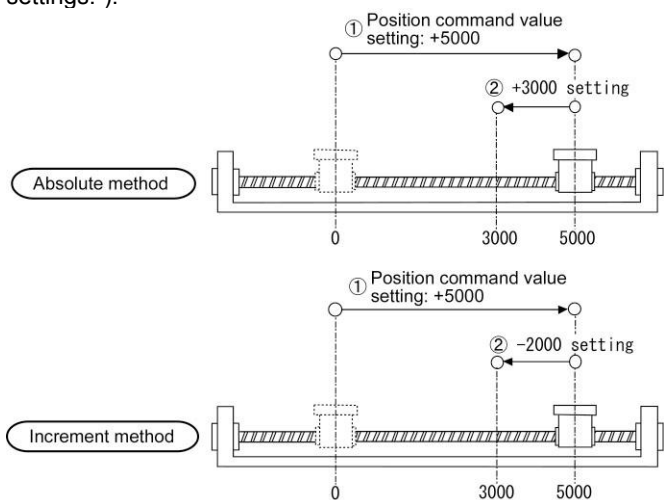 settings. ).
① Position command value
setting: +5000
② +3000 setting
Absolute method
0 3000 5000
① Position command value
setting: +5000
② -2000 setting
Increment method
0 3000 5000